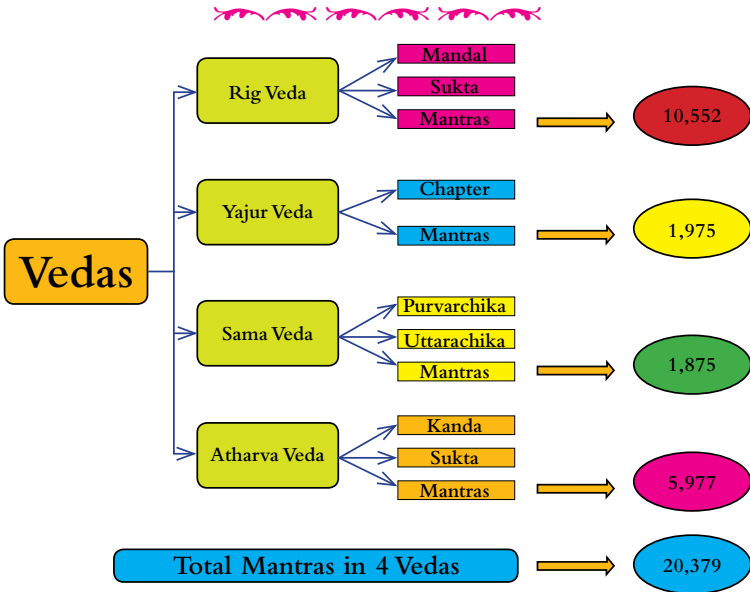 Vedas
Rig Veda
Mandal
Sukta
Mantras
10,552
Yajur Veda
Chapter
Mantras
1,975
Sama Veda
Purvarchika
Uttarachika
Mantras
1,875
Atharva Veda
Kanda
Sukta
Mantras
5,977
Total Mantras in 4 Vedas
20,379